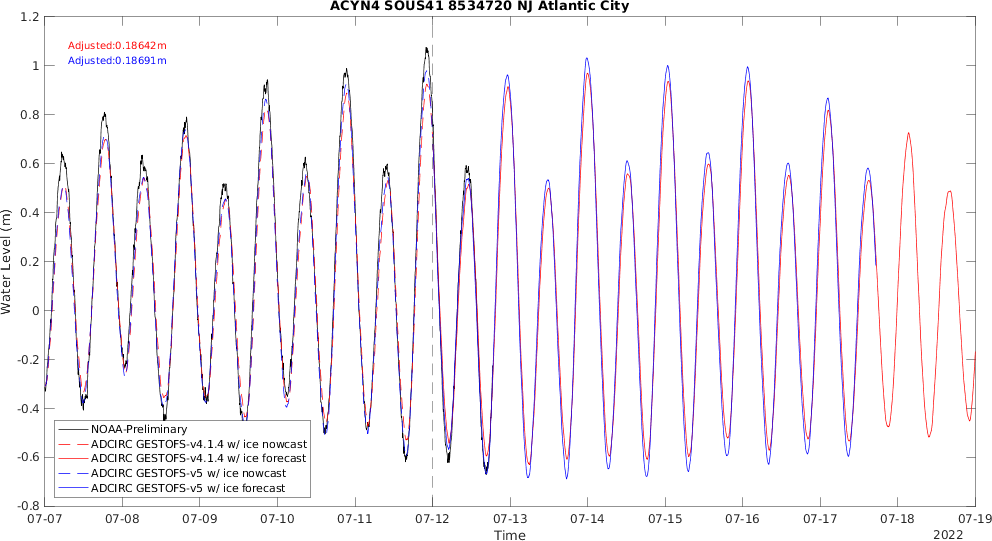 ACYN4 SOUS41 8534720 NJ Atlantic City
Adjusted:0.18642m
Adjusted:0.18691m
Water Level (m)
1.2
1
0.8
0.6
0.4
0.2
0
-0.2
-0.4
-0.6
-0.8
NOAA-Preliminary
ADCIRC GESTOFS-v4.1.4 w/ ice nowcast
ADCIRC GESTOFS-v4.1.4 w/ ice forecast
ADCIRC GESTOFS-v5 w/ ice nowcast
ADCIRC GESTOFS-v5 w/ ice forecast
07-07 07-08 07-09 07-10 07-11 07-12 07-13 07-14 07-15 07-16 07-17 07-18 07-19
Time
2022